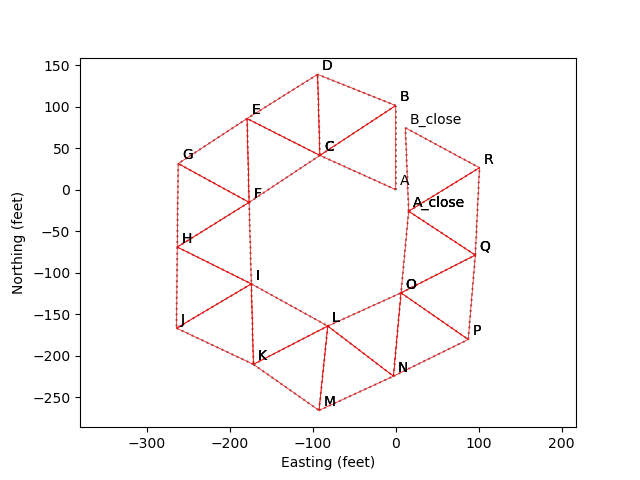 150
100
50
0
−50
−100
−150
−200
−250
−300
−200
−100
0
100
200
Northing (feet)
Easting (feet)
D
B
E
B_close
C
G
R
A
F
A_close
H
Q
I
O
J
L
P
K
N
M